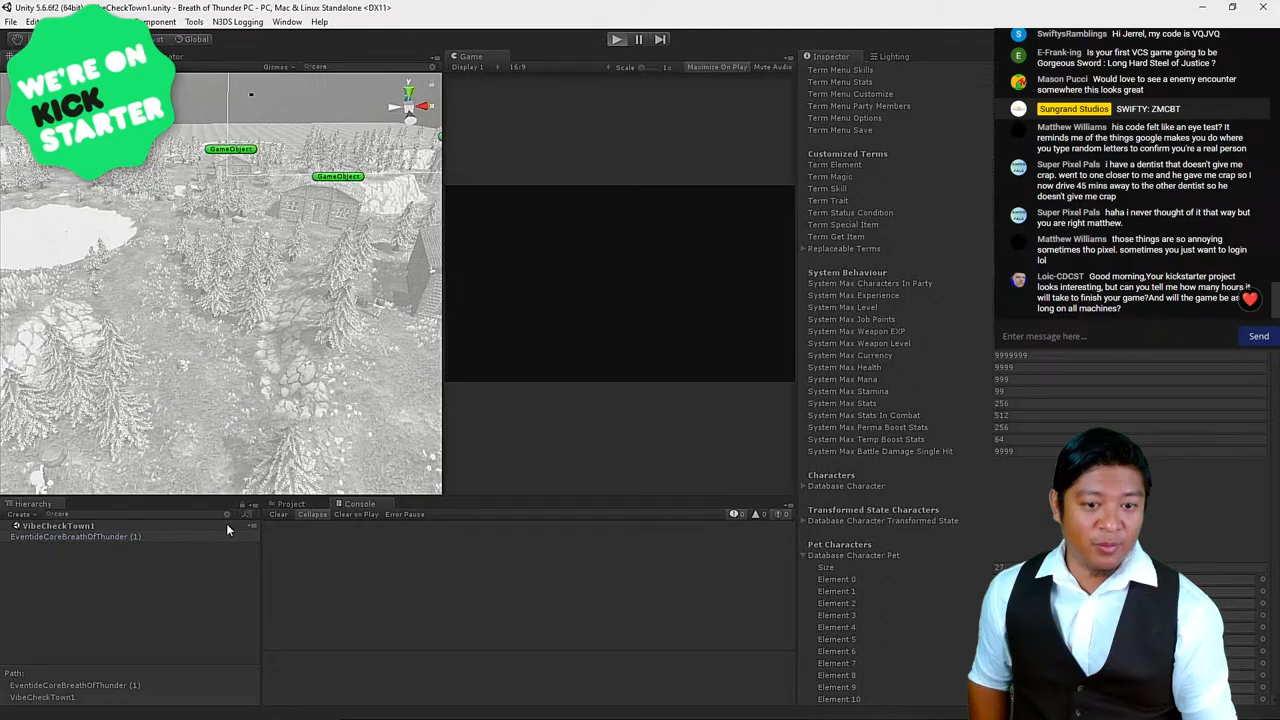 Unity 5.6.6f2 (64bit)
CheckTown1.unity - Breath of Thunder PC - PC, Mac & Linux Standalone <DX11>
File
Component
Tools
N3DS Logging
Window
Help
Global
WE'RE ON
KICK
STARTER
Gizmos
core
GameObject
GameObject
Game
Display 1
16:9
Scale
1x
Maximize On Play
Mute Audio
Inspector
Lighting
Term Menu Skills
Term Menu Stats
Term Menu Customize
Term Menu Party Members
Term Menu Options
Term Menu Save
Customized Terms
Term Element
Term Magic
Term Skill
Term Trait
Term Status Condition
Term Special Item
Term Get Item
Replaceable Terms
System Behaviour
System Max Characters In Party
System Max Experience
System Max Level
System Max Job Points
System Max Weapon EXP
System Max Weapon Level
System Max Currency
9999999
System Max Health
9999
System Max Mana
999
System Max Stamina
99
System Max Stats
256
System Max Stats In Combat
512
System Max Perma Boost Stats
256
System Max Temp Boost Stats
64
System Max Battle Damage Single Hit
9999
Characters
Database Character
Transformed State Characters
Database Character Transformed State
Pet Characters
Database Character Pet
Size
Element 0
Element 1
Element 2
Element 3
Element 4
Element 5
Element 6
Element 7
Element 8
Element 9
Element 10
SwiftysRamblings Hi Jerrel, my code is VQJVQ
E-Frank-ing Is your first VCS game going be
Gorgeous Sword : Long Hard Steel of Justice ?
Mason Pucci Would love to see a enemy encounter
somewhere this looks great
Sungrand Studios SWIFTY: ZMCBT
Matthew Williams his code felt like an eye test? It
reminds me of the things google makes you do where
you type random letters to confirm you're a real person
Super Pixel Pals i have a dentist that doesn't give me
crap. went to one closer to me and he gave me crap so I
now drive 45 mins away to the other dentist so he
doesn't give me crap
Super Pixel Pals haha i never thought of it that way but
you are right matthew.
Matthew Williams those things are so annoying
sometimes tho pixel. sometimes you just want to login
lol
Loic-CDCST Good morning,Your kickstarter project
looks interesting, but can you tell me how many hours it
will take to finish your game?And will the game be as
long on all machines?
Enter message here...
Send
Hierarchy
Create
core
VibeCheckTown1
EventideCoreBreathOfThunder (1)
Path:
EventideCoreBreathOfThunder (1)
VibeCheckTown1
Project
Console
Clear
Collapse
Clear on Play
Error Pause
0
0
0